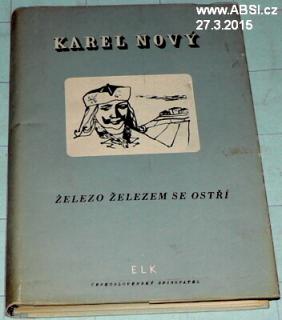 www.ABSI.cz
27.3.2015
KAREL NOVÝ
ŽELEZO ŽELEZEM SE OSTŘÍ
ELK
ČESKOSLOVENSKÝ SPISOVATEL